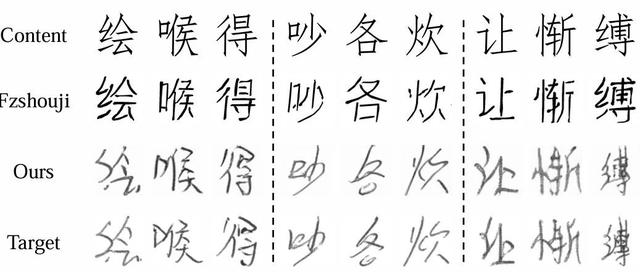 Content 绘 喉 得 吵 各 炊 让 惭 缚
Fzshouji 绘 喉 得 吵 各 炊 让 惭 缚
Ours 绘 喉 得 吵 各 炊 让 惭 缚
Target 绘 喉 得 吵 各 炊 让 惭 缚